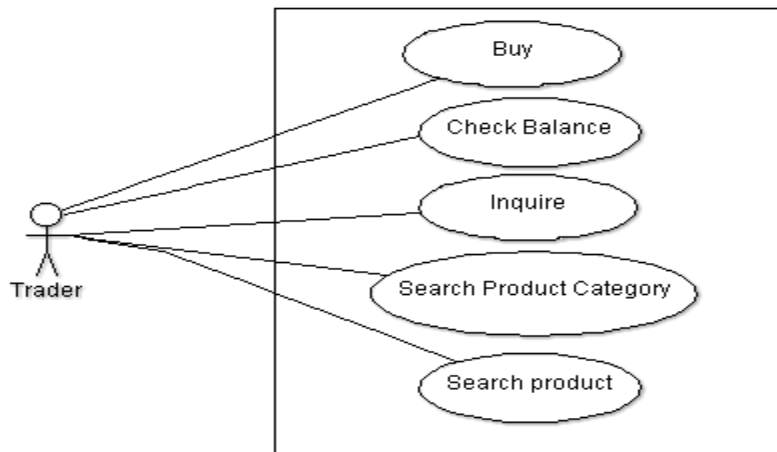 Buy
Check Balance
Inquire
Search Product Category
Trader
Search product